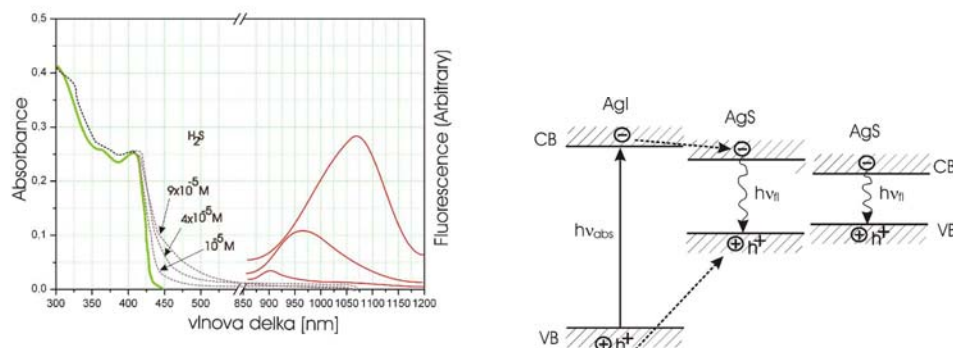 Absorbance
0.5
0.4
0.3
0.2
0.1
0.0
H2S
9x10-5M
4x10-5M
10-5M
300 350 400 450 500 850 900 950 1000 1050 1100 1150 1200
vlnova delka [nm]
Fluorescence (Arbitrary)
AgI
AgS
AgS
CB
CB
hνabs
hνfl
hνfl
VB
VB
h+
h+
h+